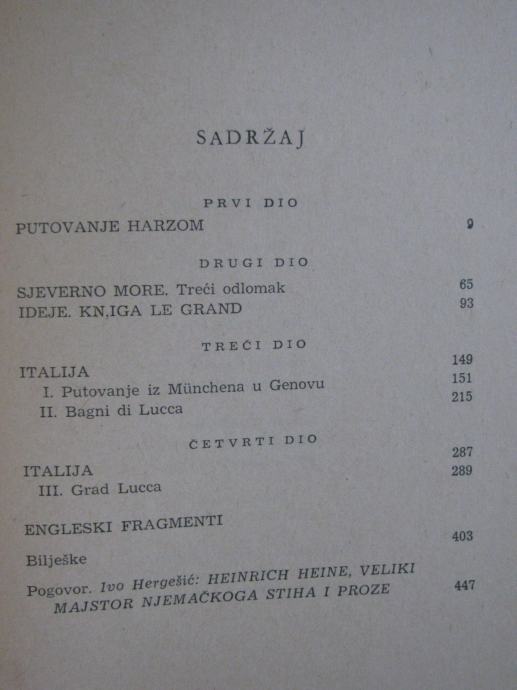 SADRŽAJ
PRVI DIO
PUTOVANJE HARZOM 9
DRUGI DIO
SJEVERNO MORE. Treći odlomak 65
IDEJE. KN,IGA LE GRAND 93
TREĆI DIO
ITALIJA 149
I. Putovanje iz Münchena u Genovu 151
II. Bagni di Lucca 215
ČETVRTI DIO
ITALIJA 287
III. Grad Lucca 289
ENGLESKI FRAGMENTI
Bilješke 403
Pogovor. Ivo Hergešić: HEINRICH HEINE, VELIKI
MAJSTOR NJEMAČKOGA STIHA I PROZE 447